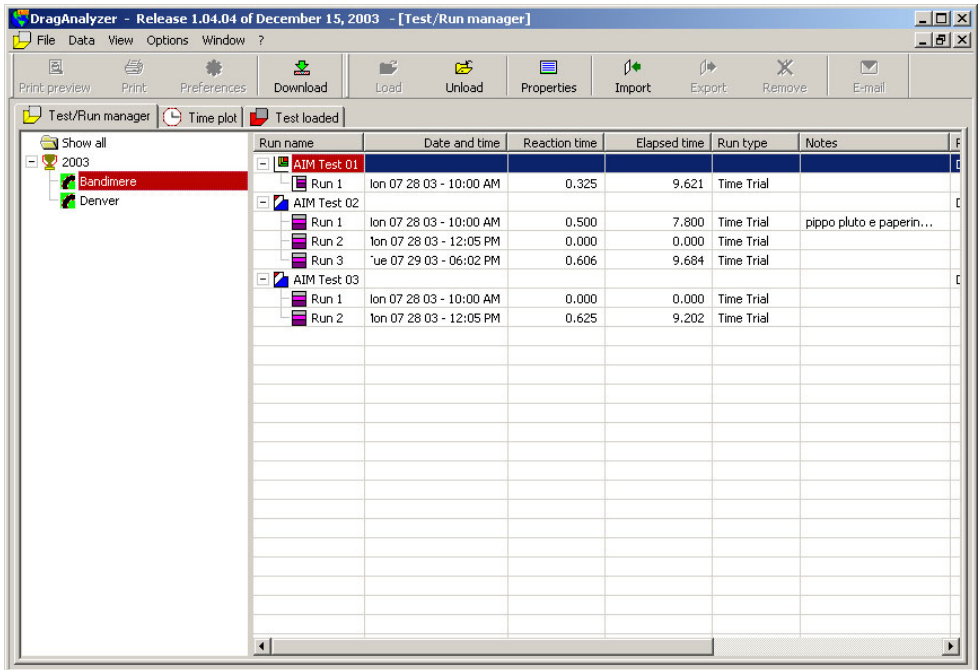 DragAnalyzer - Release 1.04.04 of December 15, 2003 - [Test/Run manager]
File Data View Options Window ?
Print preview Print Preferences Download Load Unload Properties Import Export Remove E-mail
Test/Run manager Time plot Test loaded
Show all
2003
Bandimere
Denver
Run name Date and time Reaction time Elapsed time Run type Notes
AIM Test 01
Run 1 on 07 28 03 - 10:00 AM 0.325 9.621 Time Trial
AIM Test 02
Run 1 on 07 28 03 - 10:00 AM 0.500 7.800 Time Trial pippo pluto e paperin...
Run 2 on 07 28 03 - 12:05 PM 0.000 0.000 Time Trial
Run 3 ue 07 29 03 - 06:02 PM 0.606 9.684 Time Trial
AIM Test 03
Run 1 on 07 28 03 - 10:00 AM 0.000 0.000 Time Trial
Run 2 on 07 28 03 - 12:05 PM 0.625 9.202 Time Trial